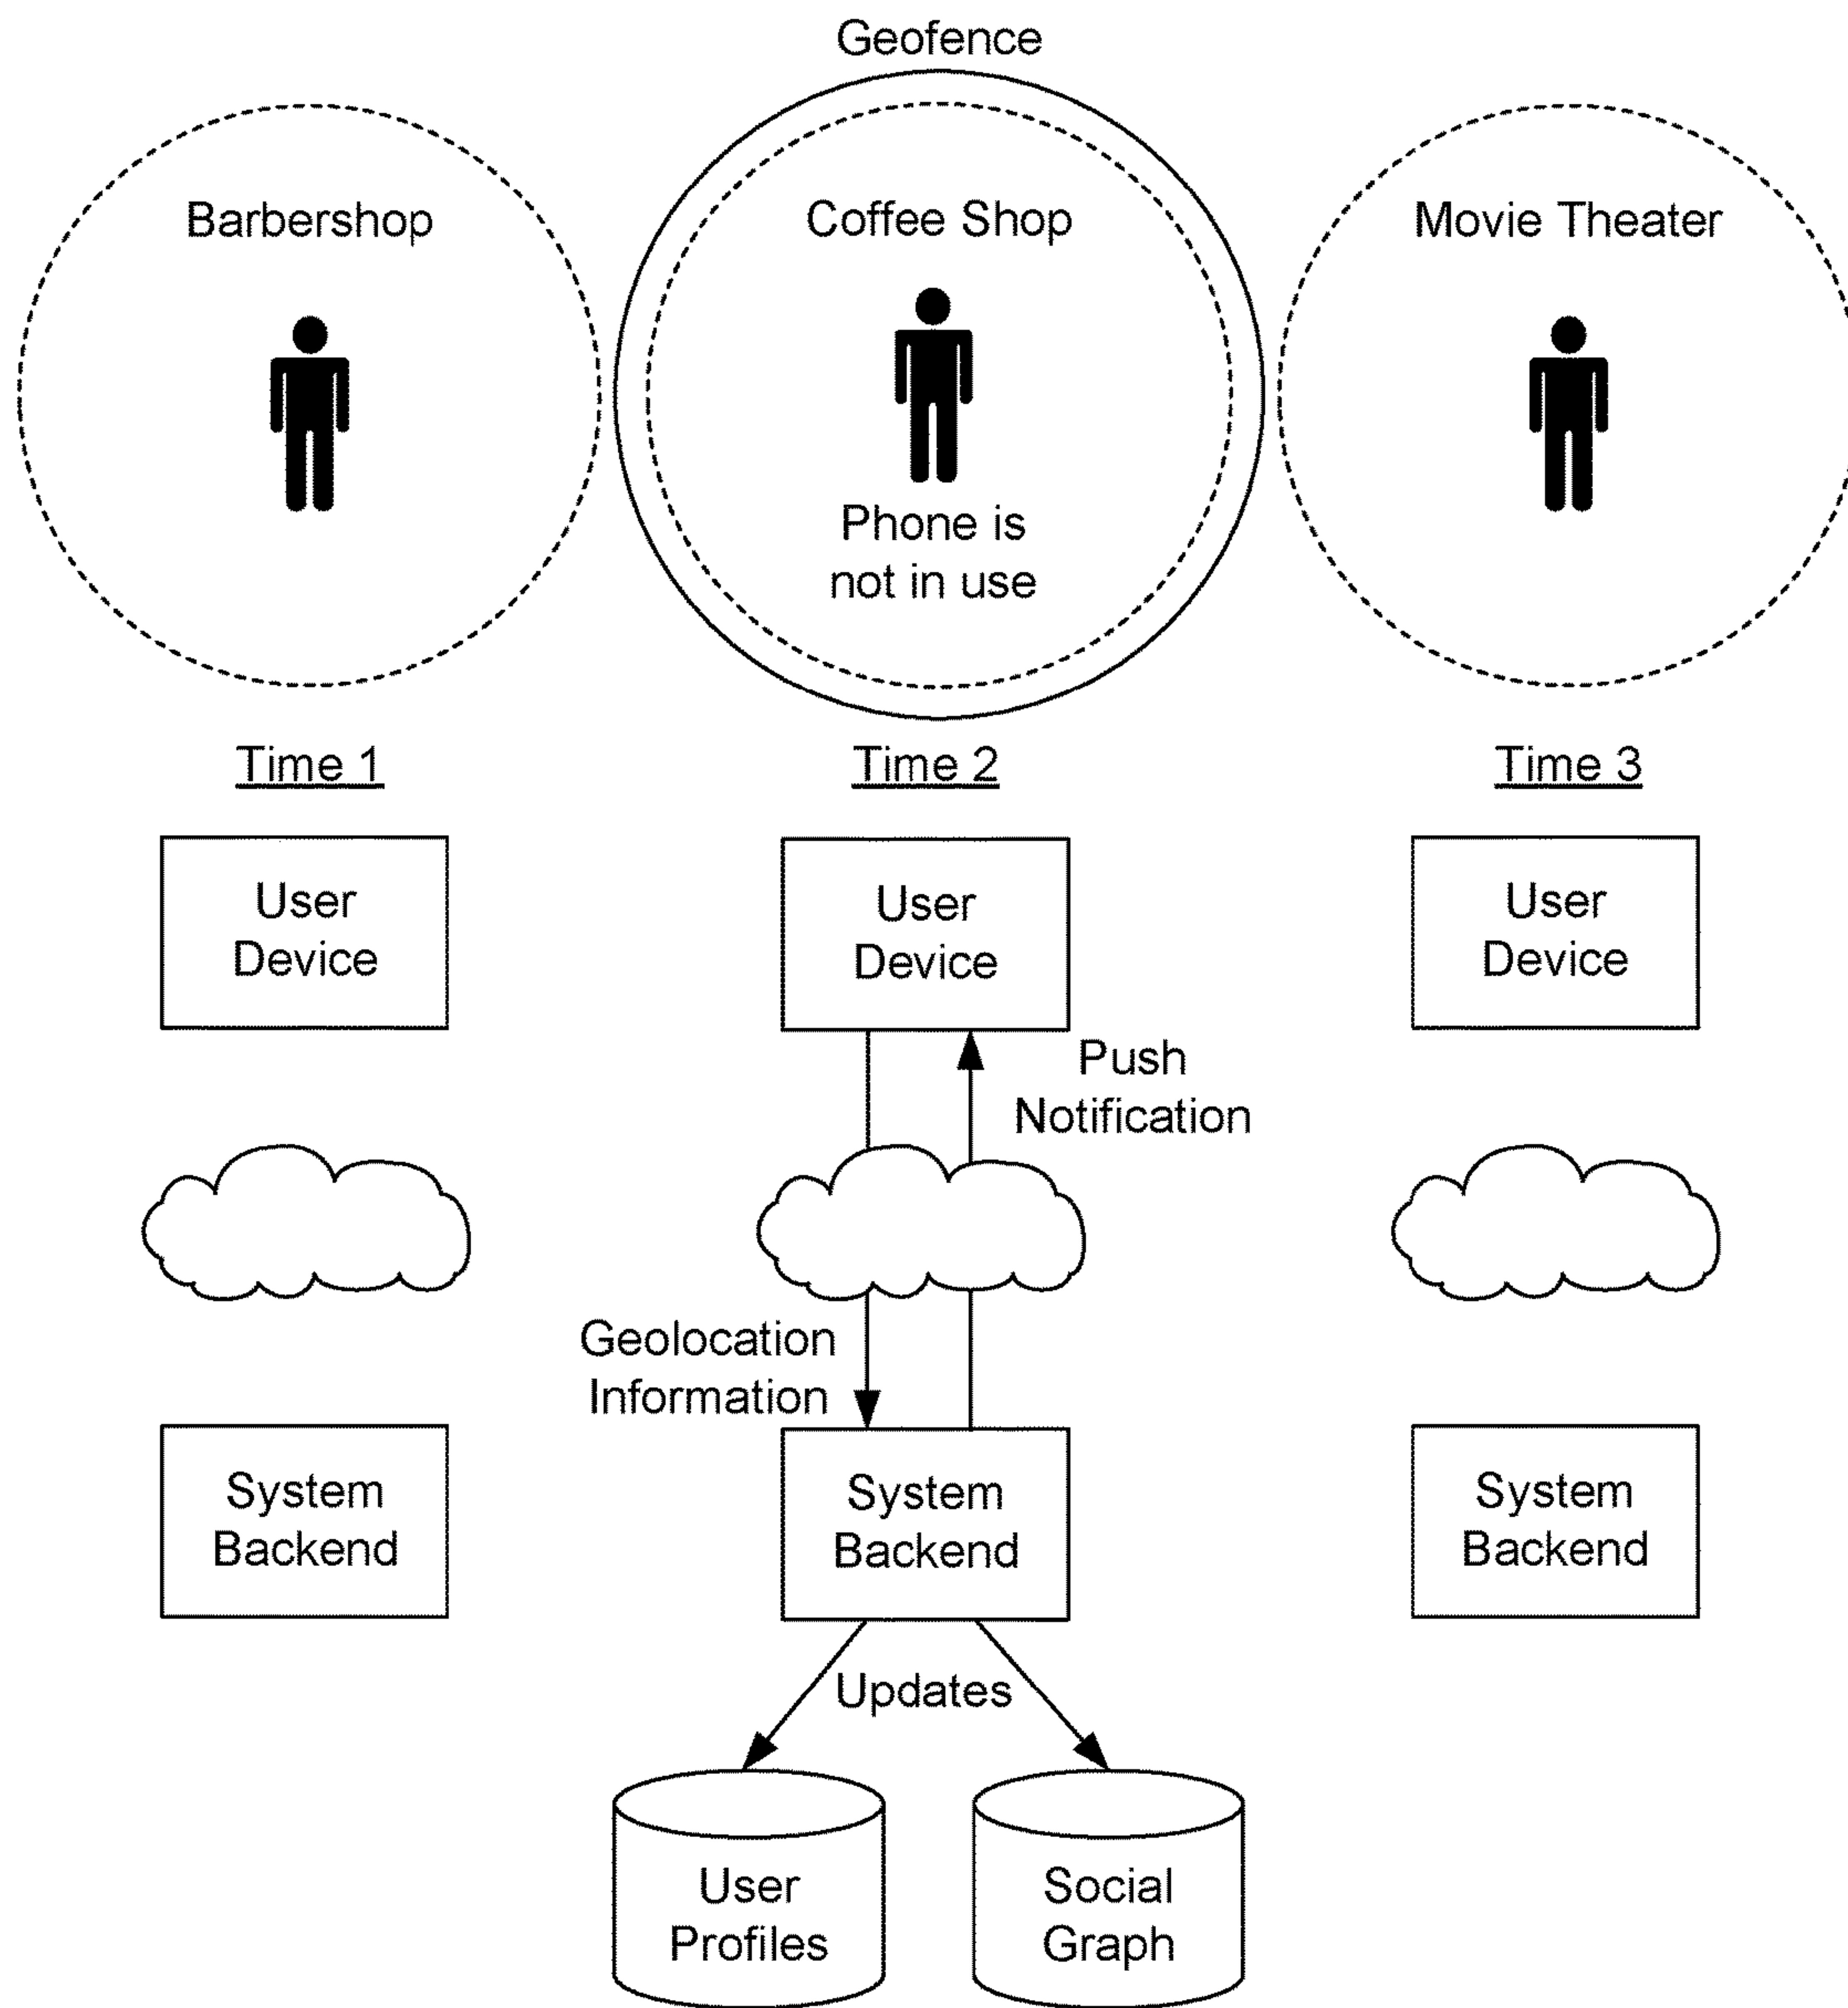 Geofence
Barbershop
Coffee Shop
Movie Theater
Phone is
not in use
Time 1
Time 2
Time 3
User
Device
User
Device
User
Device
Push
Notification
Geolocation
Information
System
Backend
System
Backend
System
Backend
Updates
User
Profiles
Social
Graph